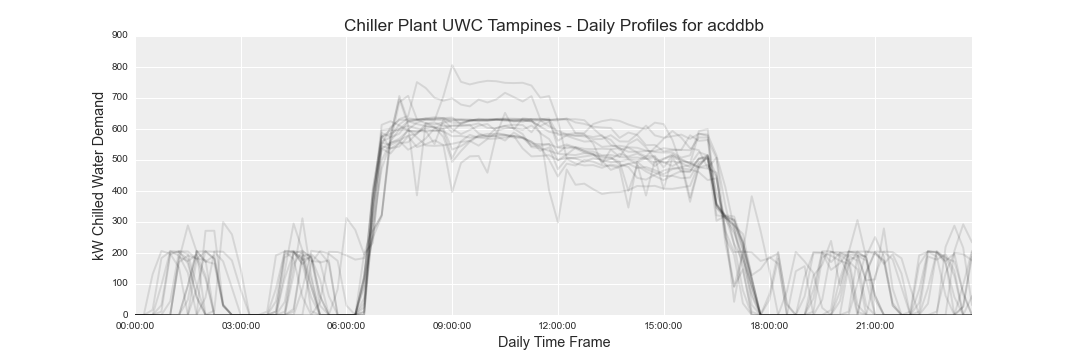 Chiller Plant UWC Tampines - Daily Profiles for acddbb
900
800
700
600
500
400
300
200
100
0
kW Chilled Water Demand
00:00:00 03:00:00 06:00:00 09:00:00 12:00:00 15:00:00 18:00:00 21:00:00
Daily Time Frame